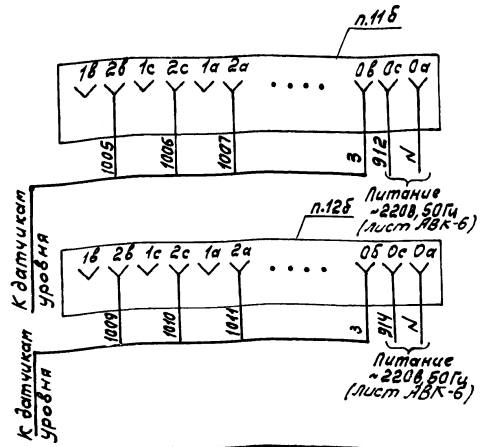 п.11б
1в 2в 1с 2с 1а 2а .... 0в 0с 0а
1005 1006 1007 3 912 N
К датчикам
уровня
Питание
~220в, 50Гц
(лист АВК-6)
п.12б
1в 2в 1с 2с 1а 2а .... 0б 0с 0а
1009 1010 1011 3 914 N
К датчикам
уровня
Питание
~220в, 50Гц
(лист АВК-6)